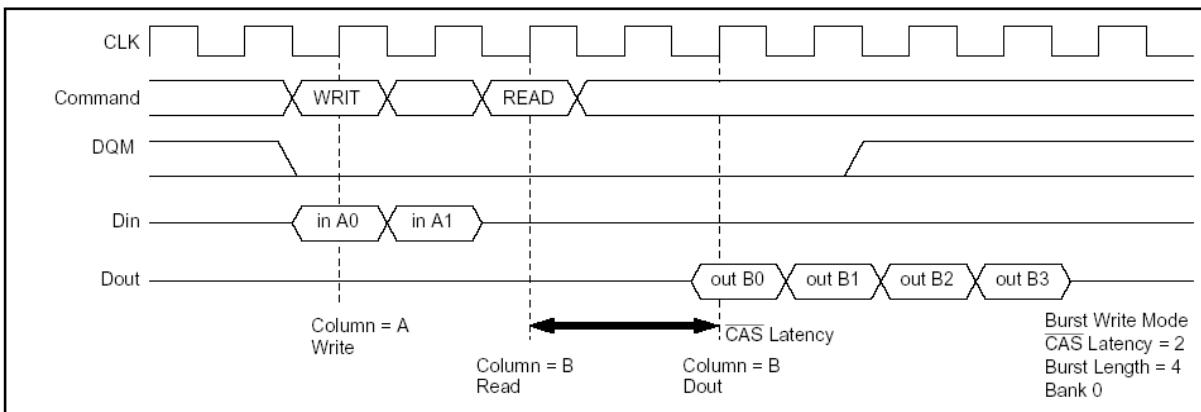 CLK
Command
WRIT
READ
DQM
Din
in A0
in A1
Dout
out B0
out B1
out B2
out B3
Column = A
Write
CAS Latency
Column = B
Read
Column = B
Dout
Burst Write Mode
CAS Latency = 2
Burst Length = 4
Bank 0